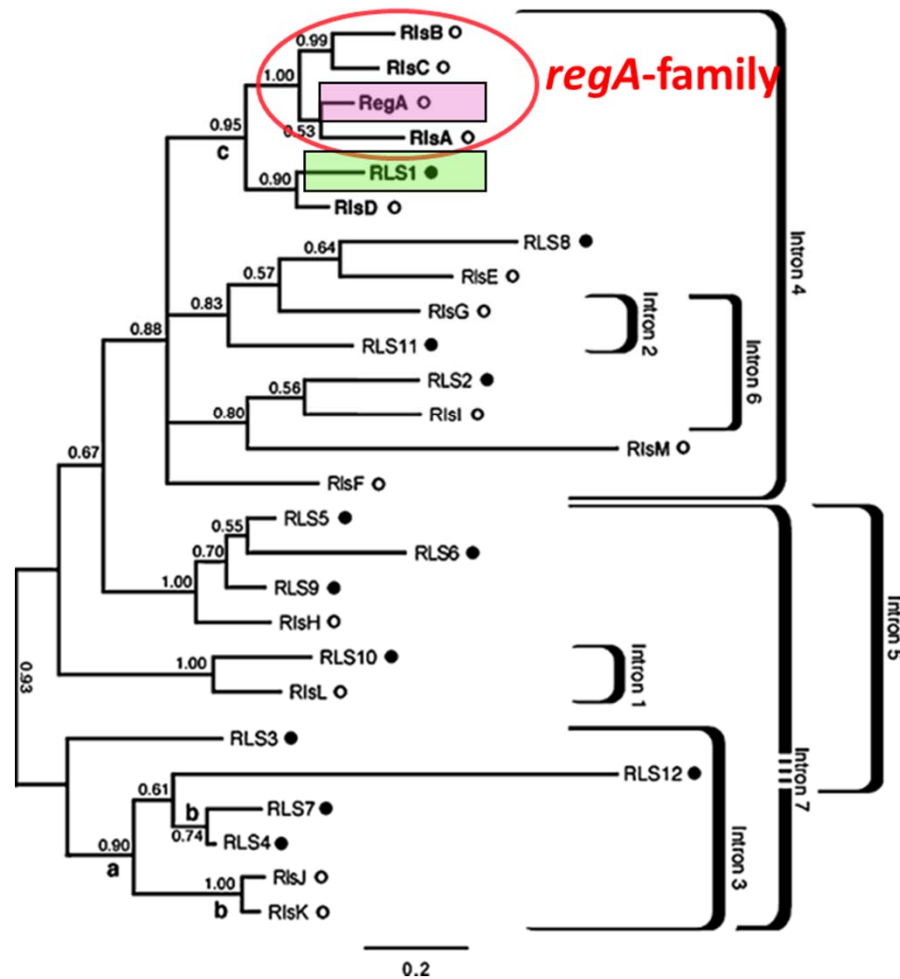 RlsB
0.99
RlsC
regA-family
1.00
RegA
0.53
RlsA
0.95
c
RLS1
0.90
RlsD
RLS8
0.64
RlsE
0.57
RlsG
0.83
RLS11
Intron 2
Intron 6
Intron 4
0.88
RLS2
0.56
RlsI
0.80
RlsM
0.67
RlsF
RLS5
0.55
RLS6
0.70
RLS9
1.00
RlsH
RLS10
1.00
RlsL
Intron 1
Intron 5
0.93
RLS3
RLS12
0.61
RLS7
b
0.74
RLS4
0.90
a
RlsJ
1.00
b
RlsK
Intron 3
Intron 7
0.2